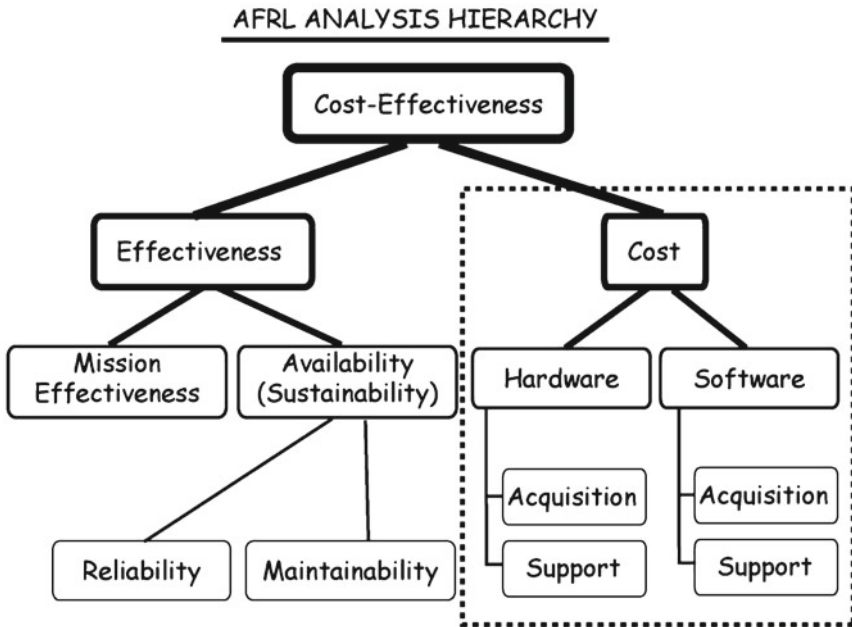 AFRL ANALYSIS HIERARCHY
Cost-Effectiveness
Effectiveness
Cost
Mission
Effectiveness
Availability
(Sustainability)
Hardware
Software
Acquisition
Acquisition
Reliability
Maintainability
Support
Support